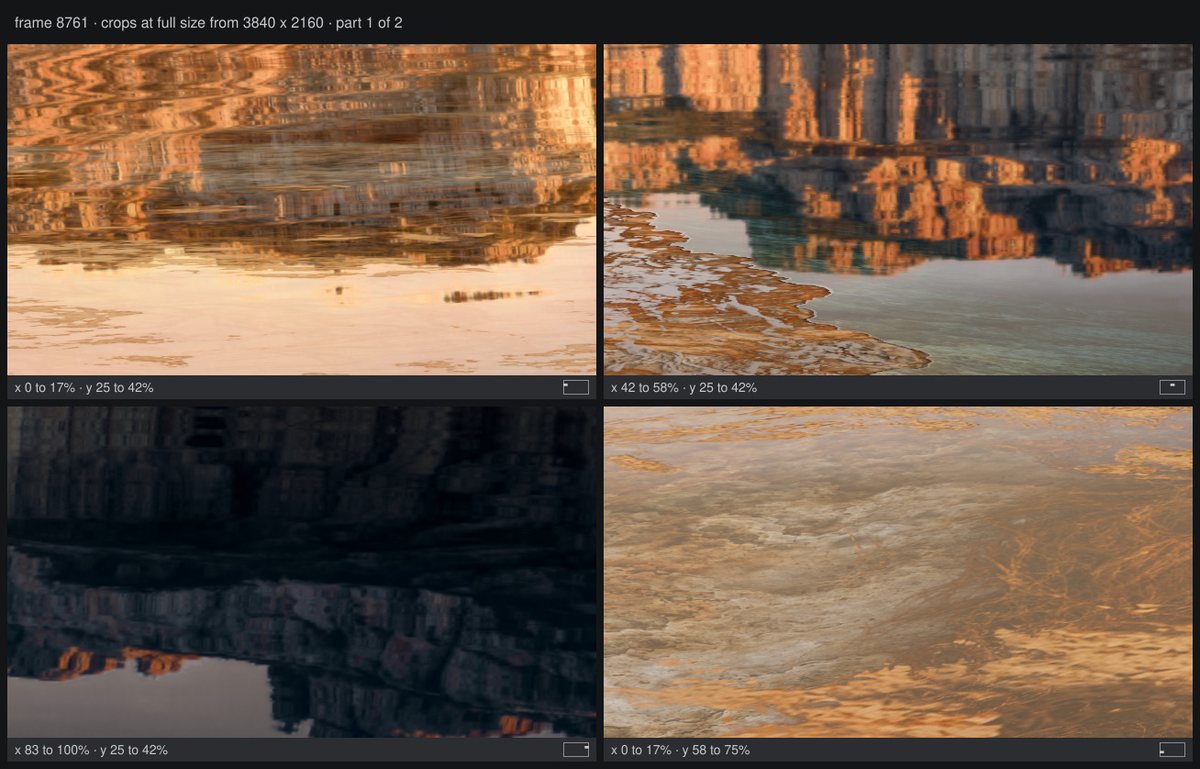 frame 8761 · crops at full size from 3840 x 2160 · part 1 of 2
x 0 to 17% · y 25 to 42%
x 42 to 58% · y 25 to 42%
x 83 to 100% · y 25 to 42%
x 0 to 17% · y 58 to 75%